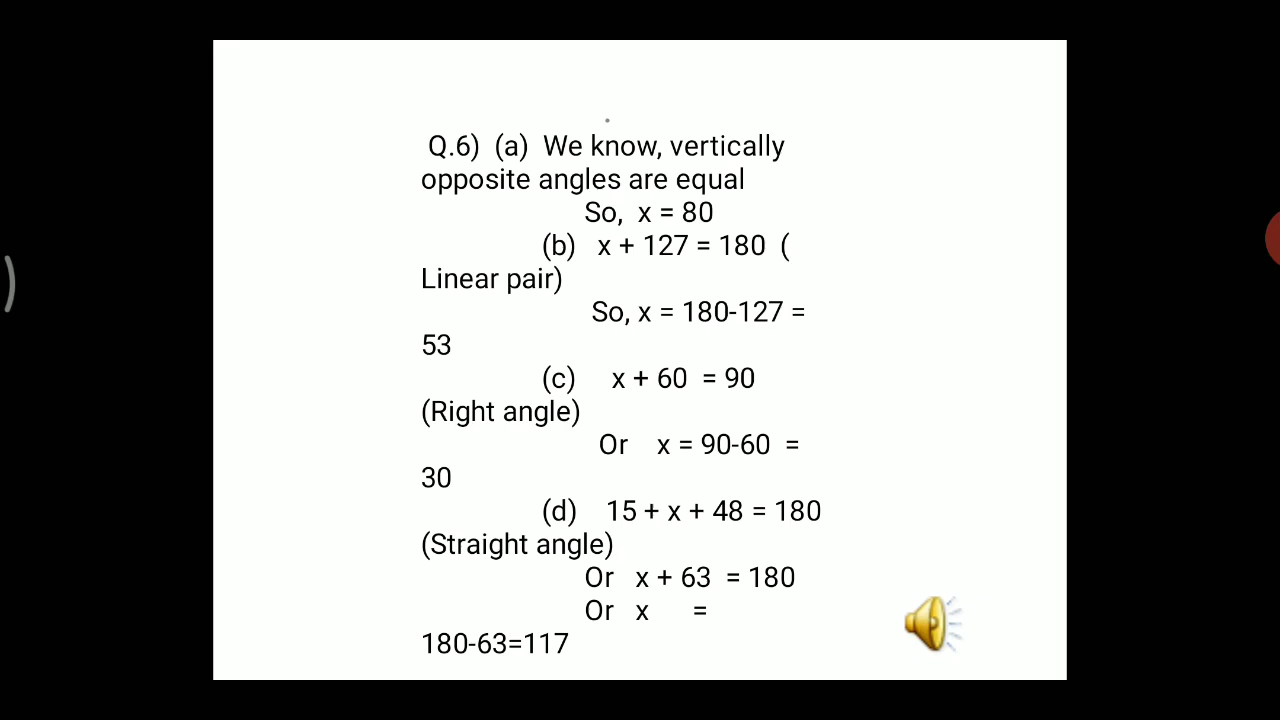 Q.6) (a) We know, vertically
opposite angles are equal
So, x = 80
(b) x + 127 = 180 (
Linear pair)
So, x = 180-127 =
53
(c) x + 60 = 90
(Right angle)
Or x = 90-60 =
30
(d) 15 + x + 48 = 180
(Straight angle)
Or x + 63 = 180
Or x =
180-63=117